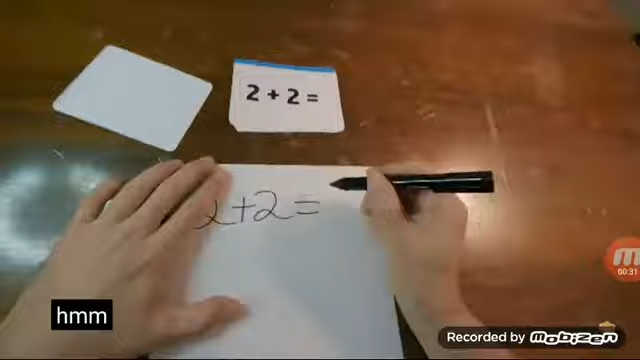 2 + 2 =
2+2=
M
00:31
hmm
Recorded by Mobizen